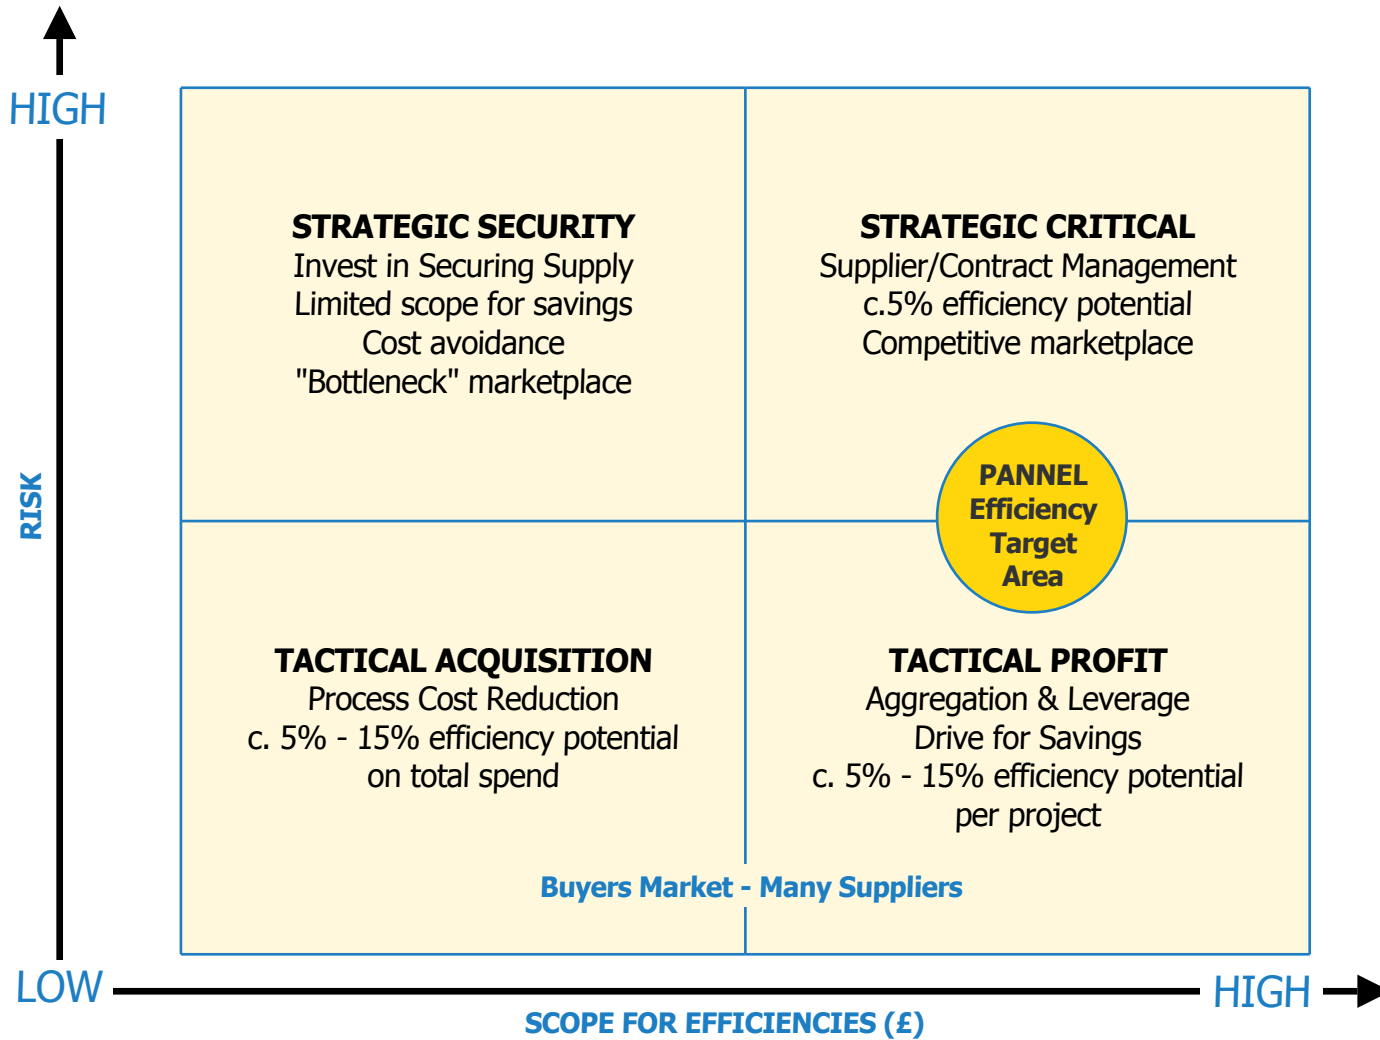 HIGH
STRATEGIC SECURITY
Invest in Securing Supply
Limited scope for savings
Cost avoidance
"Bottleneck" marketplace
STRATEGIC CRITICAL
Supplier/Contract Management
c.5% efficiency potential
Competitive marketplace
RISK
PANNEL
Efficiency
Target
Area
TACTICAL ACQUISITION
Process Cost Reduction
c. 5% - 15% efficiency potential
on total spend
TACTICAL PROFIT
Aggregation & Leverage
Drive for Savings
c. 5% - 15% efficiency potential
per project
Buyers Market - Many Suppliers
LOW
HIGH
SCOPE FOR EFFICIENCIES (£)